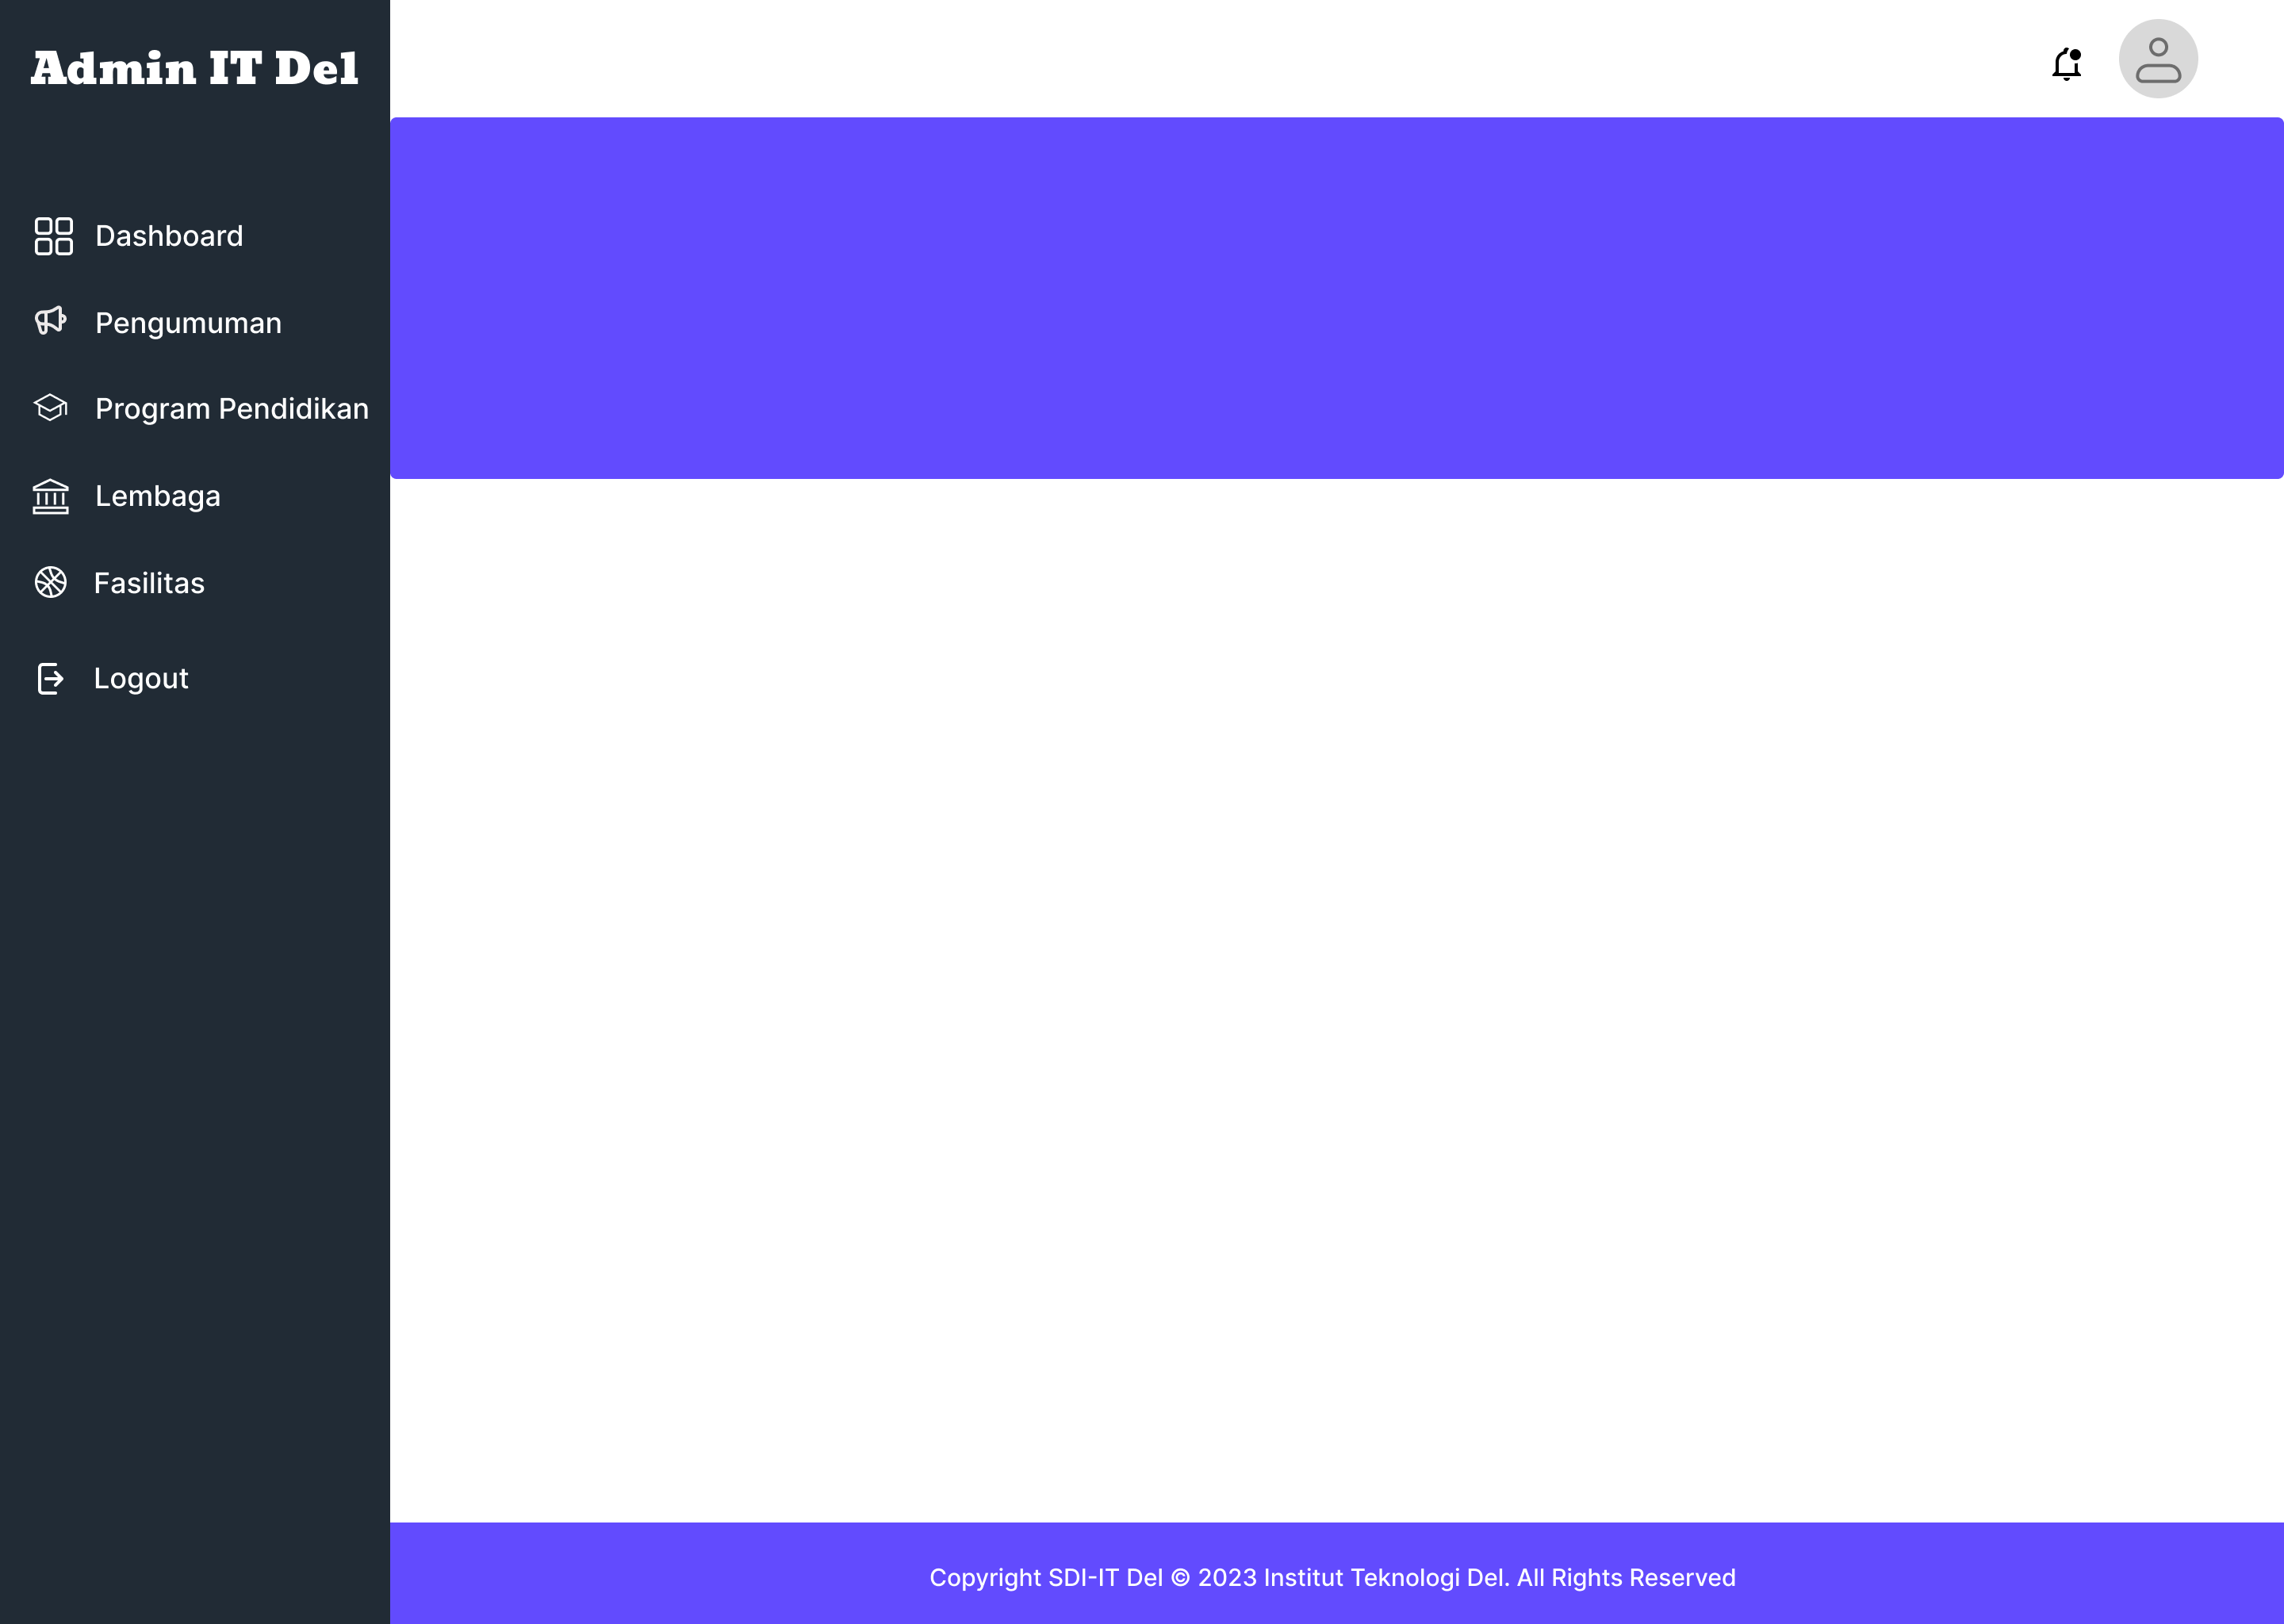 Admin IT Del
Dashboard
Pengumuman
Program Pendidikan
Lembaga
Fasilitas
Logout
Copyright SDI-IT Del © 2023 Institut Teknologi Del. All Rights Reserved